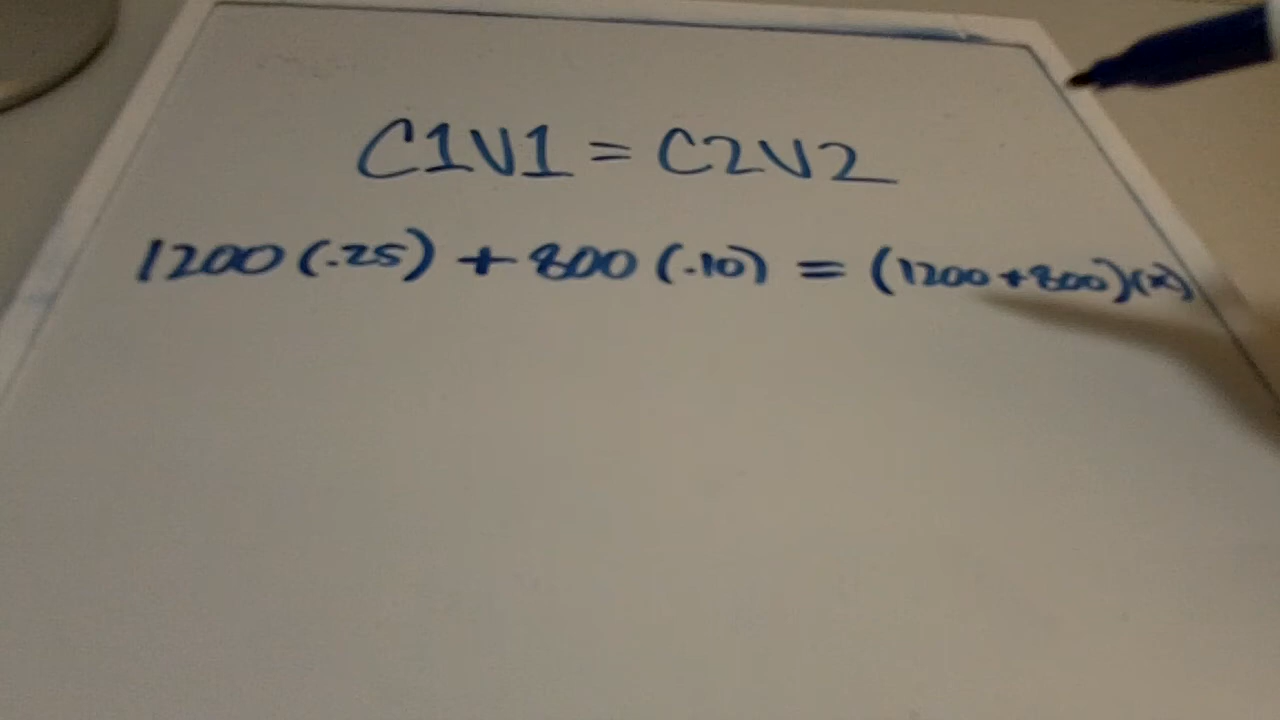 C1V1 = C2V2
1200 (.25) + 800 (.10) = (1200 + 800)(x)